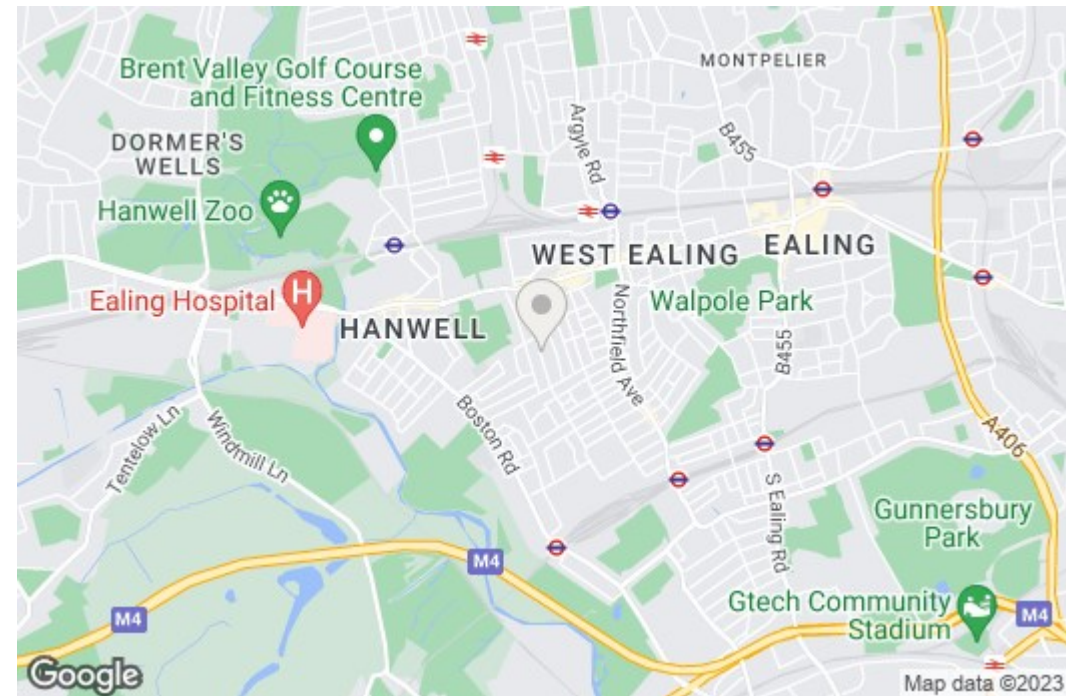 MONTPELIER
Brent Valley Golf Course
and Fitness Centre
Argyle Rd
B455
DORMER'S
WELLS
Hanwell Zoo
WEST EALING
EALING
Ealing Hospital
H
Walpole Park
HANWELL
Northfield Ave
B455
Boston Rd
A406
Tentelow Ln
Windmill Ln
S Ealing Rd
Gunnersbury
Park
M4
Gtech Community
Stadium
M4
M4
Google
Map data ©2023